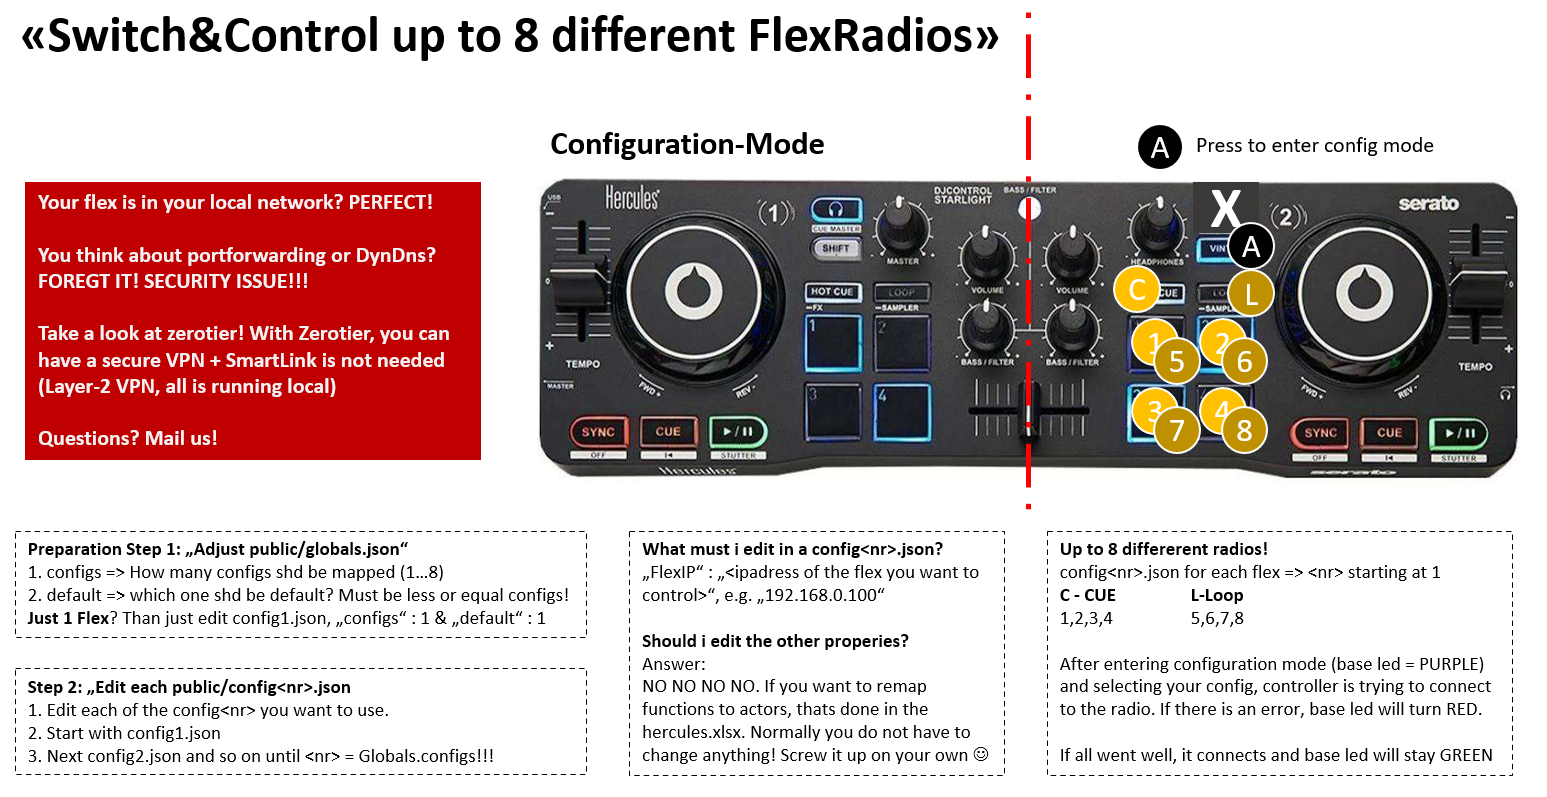 «Switch&Control up to 8 different FlexRadios»
Configuration-Mode
A Press to enter config mode
Your flex is in your local network? PERFECT!
You think about portforwarding or DynDns?
FOREGT IT! SECURITY ISSUE!!!
Take a look at zerotier! With Zerotier, you can
have a secure VPN + SmartLink is not needed
(Layer-2 VPN, all is running local)
Questions? Mail us!
USB
Hercules
(1)
CUE MASTER
SHIFT
MASTER
DJCONTROL
STARLIGHT
BASS / FILTER
X
(2)
serato
VIN
A
HEADPHONES
VOLUME
VOLUME
HOT CUE
LOOP
FX
SAMPLER
C
CUE
L
SAMPLER
1
2
3
4
BASS / FILTER
BASS / FILTER
1
5
2
6
3
7
4
8
TEMPO
MASTER
FWD +
REV -
SYNC
CUE
OFF
STUTTER
Hercules
FWD +
REV -
TEMPO
SYNC
CUE
OFF
STUTTER
serato
Preparation Step 1: „Adjust public/globals.json“
1. configs => How many configs shd be mapped (1…8)
2. default => which one shd be default? Must be less or equal configs!
Just 1 Flex? Than just edit config1.json, „configs“ : 1 & „default“ : 1
Step 2: „Edit each public/config<nr>.json
1. Edit each of the config<nr> you want to use.
2. Start with config1.json
3. Next config2.json and so on until <nr> = Globals.configs!!!
What must i edit in a config<nr>.json?
„FlexIP“ : „<ipadress of the flex you want to
control>“, e.g. „192.168.0.100“
Should i edit the other properies?
Answer:
NO NO NO NO. If you want to remap
functions to actors, thats done in the
hercules.xlsx. Normally you do not have to
change anything! Screw it up on your own ☺
Up to 8 differerent radios!
config<nr>.json for each flex => <nr> starting at 1
C - CUE L-Loop
1,2,3,4 5,6,7,8
After entering configuration mode (base led = PURPLE)
and selecting your config, controller is trying to connect
to the radio. If there is an error, base led will turn RED.
If all went well, it connects and base led will stay GREEN